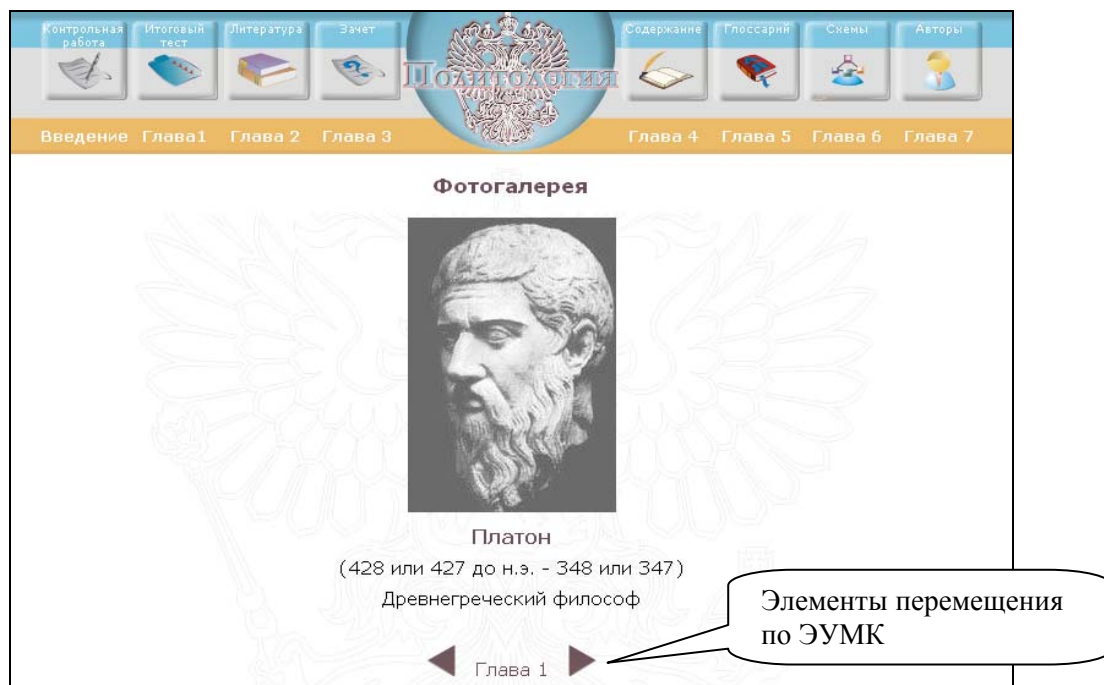 Контрольная работа
Итоговый тест
Литература
Зачет
Политология
Содержание
Глоссарий
Схемы
Авторы
Введение Глава1 Глава 2 Глава 3 Глава 4 Глава 5 Глава 6 Глава 7
Фотогалерея
Платон
(428 или 427 до н.э. - 348 или 347)
Древнегреческий философ
Глава 1
Элементы перемещения
по ЭУМК